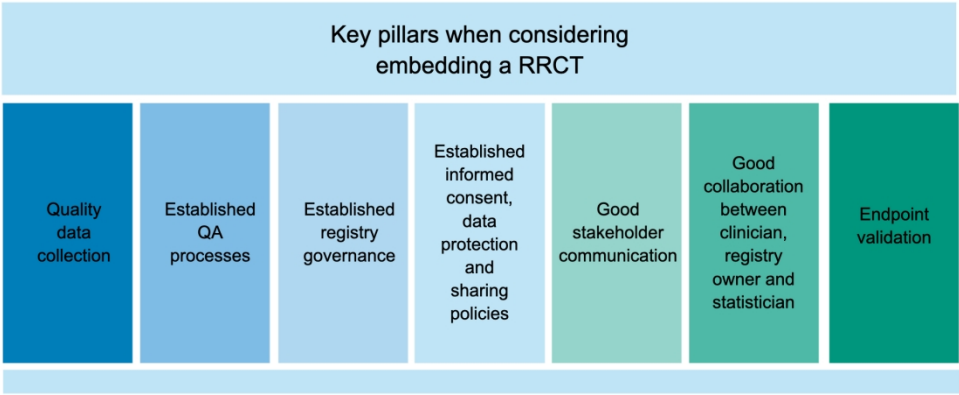 Key pillars when considering
embedding a RRCT
Quality
data
collection
Established
QA
processes
Established
registry
governance
Established
informed
consent,
data
protection
and
sharing
policies
Good
stakeholder
communication
Good
collaboration
between
clinician,
registry
owner and
statistician
Endpoint
validation